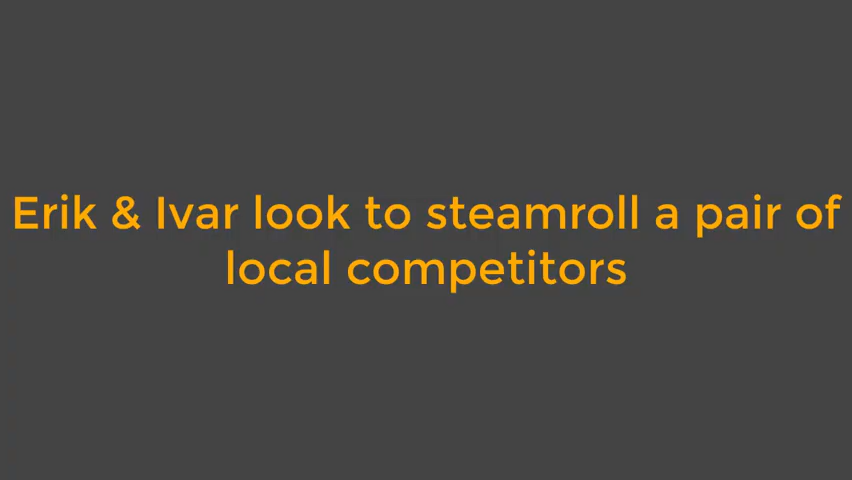 Erik & Ivar look to steamroll a pair of
local competitors